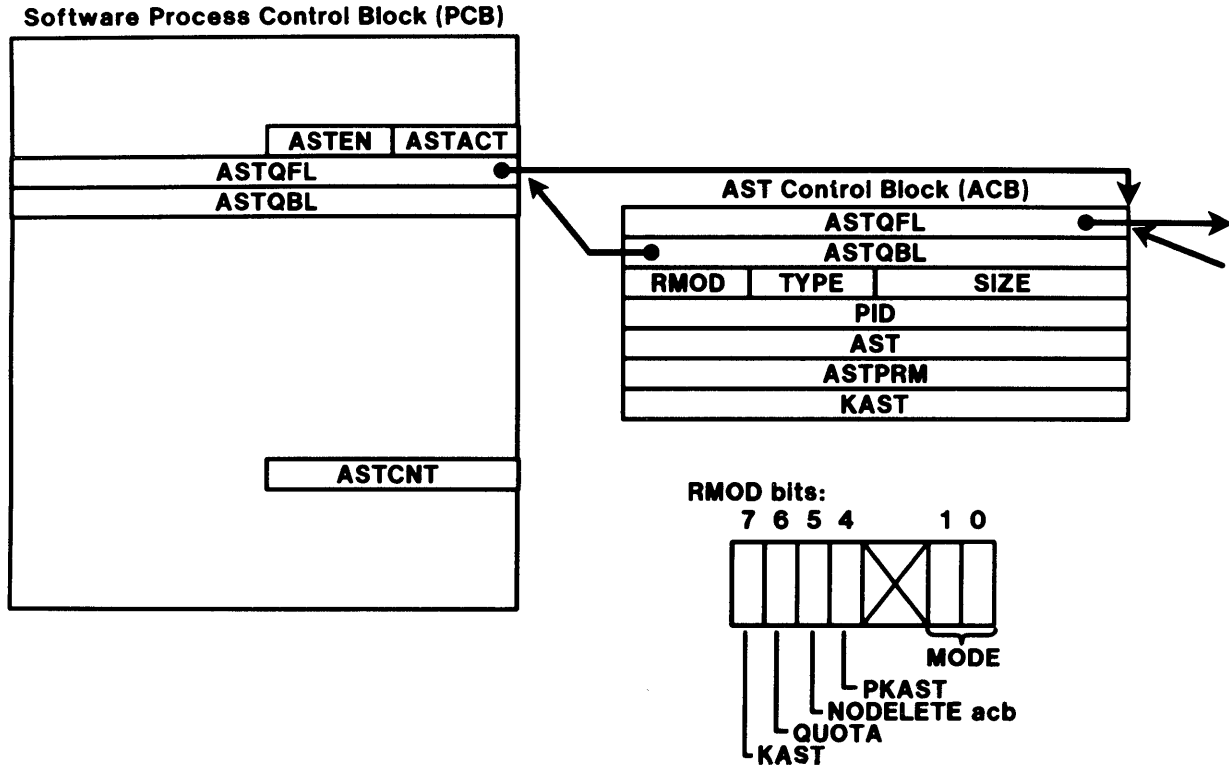 Software Process Control Block (PCB)
ASTEN ASTACT
ASTQFL
ASTQBL
ASTCNT
AST Control Block (ACB)
ASTQFL
ASTQBL
RMOD TYPE SIZE
PID
AST
ASTPRM
KAST
RMOD bits:
7 6 5 4 1 0
MODE
PKAST
NODELETE acb
QUOTA
KAST